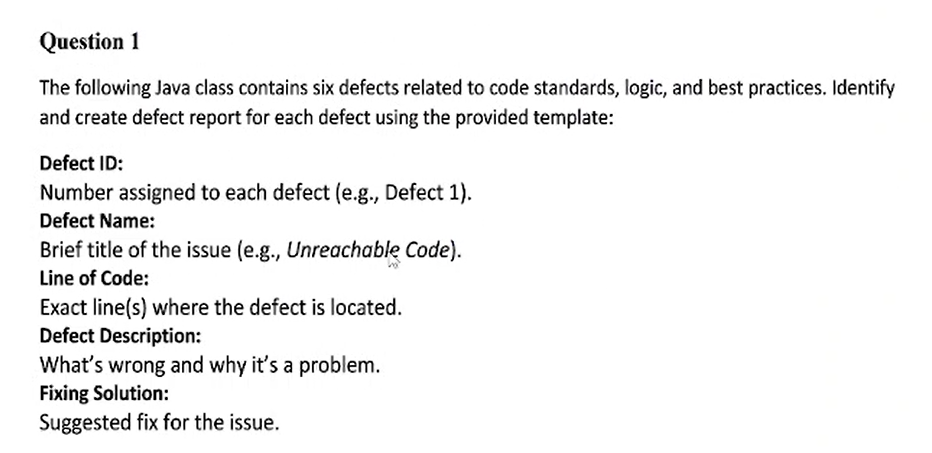 Question 1
The following Java class contains six defects related to code standards, logic, and best practices. Identify
and create defect report for each defect using the provided template:
Defect ID:
Number assigned to each defect (e.g., Defect 1).
Defect Name:
Brief title of the issue (e.g., Unreachable Code).
Line of Code:
Exact line(s) where the defect is located.
Defect Description:
What's wrong and why it's a problem.
Fixing Solution:
Suggested fix for the issue.